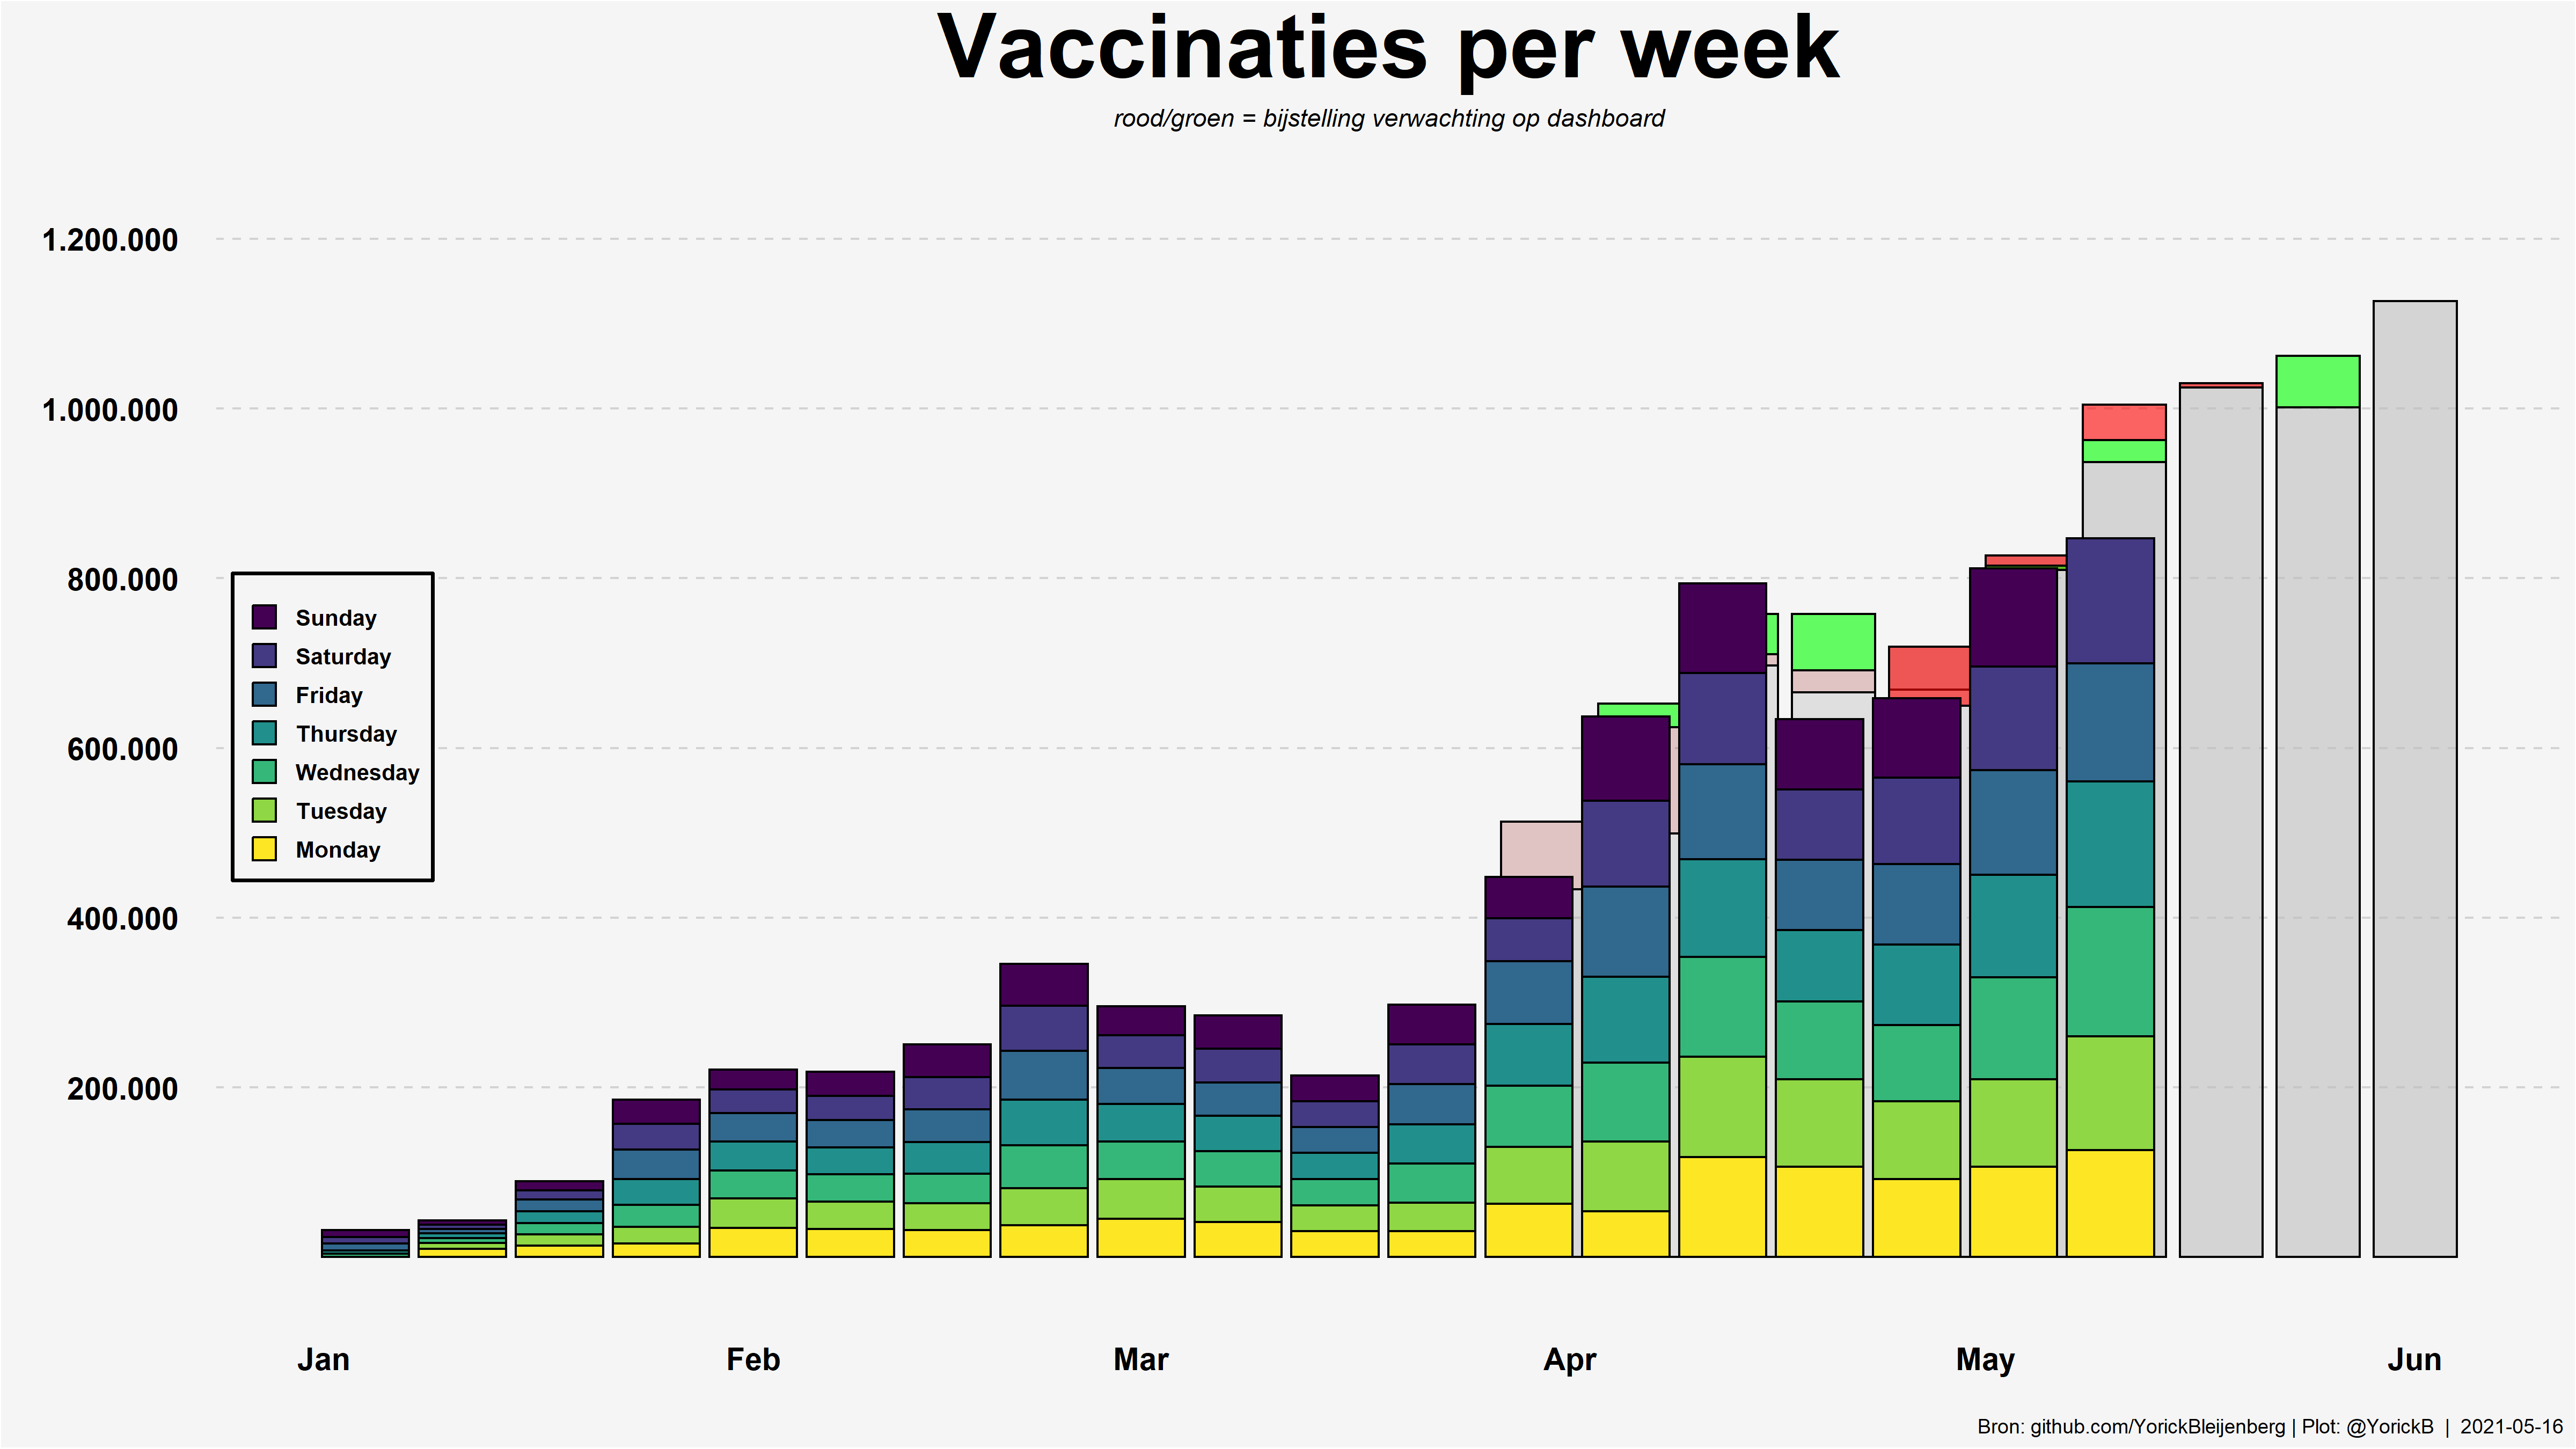 Vaccinaties per week
rood/groen = bijstelling verwachting op dashboard
1.200.000
1.000.000
800.000
600.000
400.000
200.000
Sunday
Saturday
Friday
Thursday
Wednesday
Tuesday
Monday
Jan Feb Mar Apr May Jun
Bron: github.com/YorickBleijenberg | Plot: @YorickB | 2021-05-16